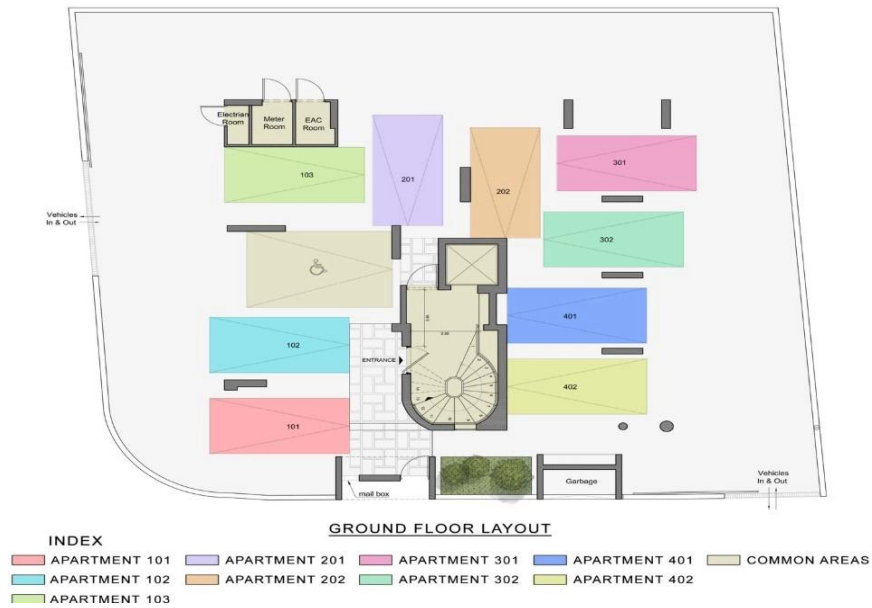 Electrian
Room
Meter
Room
EAC
Room
103
201
202
301
302
Vehicles
In & Out
401
102
ENTRANCE
402
101
mail box
Garbage
Vehicles
In & Out
GROUND FLOOR LAYOUT
INDEX
APARTMENT 101
APARTMENT 201
APARTMENT 301
APARTMENT 401
COMMON AREAS
APARTMENT 102
APARTMENT 202
APARTMENT 302
APARTMENT 402
APARTMENT 103